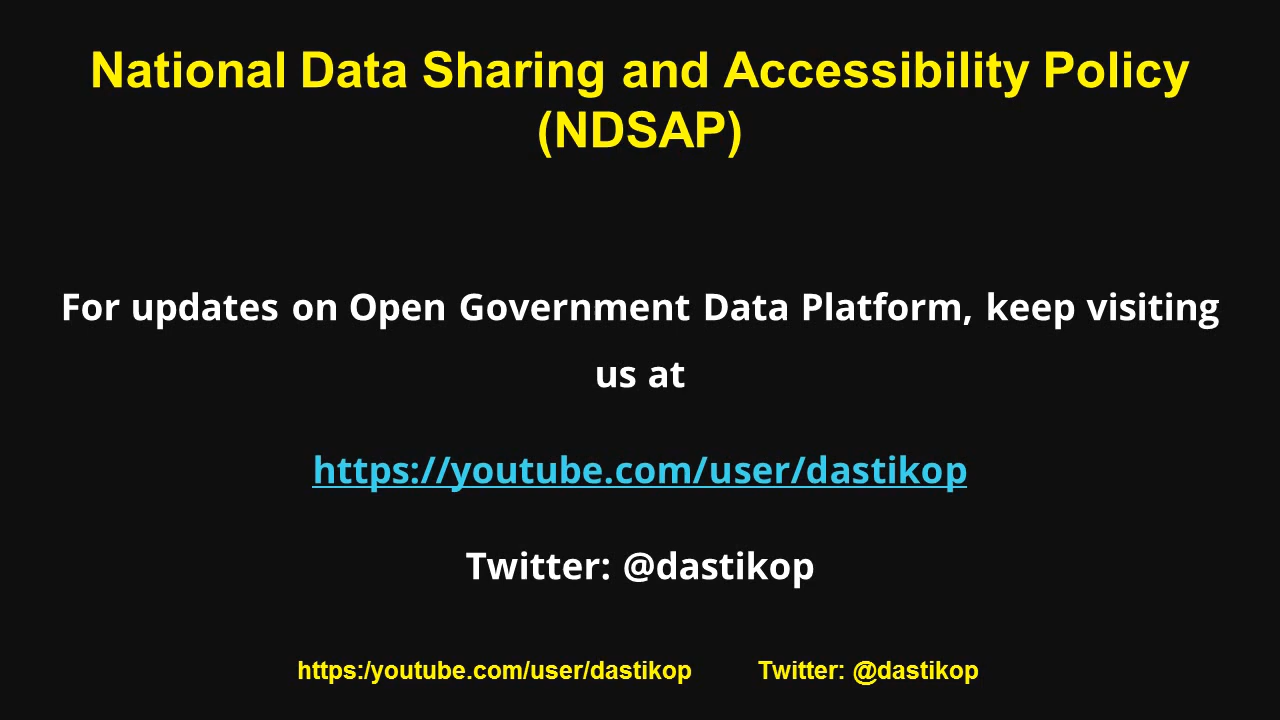 National Data Sharing and Accessibility Policy
(NDSAP)
For updates on Open Government Data Platform, keep visiting
us at
https://youtube.com/user/dastikop
Twitter: @dastikop
https:/youtube.com/user/dastikop Twitter: @dastikop